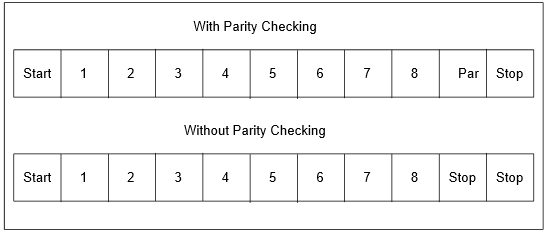 With Parity Checking
Start 1 2 3 4 5 6 7 8 Par Stop
Without Parity Checking
Start 1 2 3 4 5 6 7 8 Stop Stop